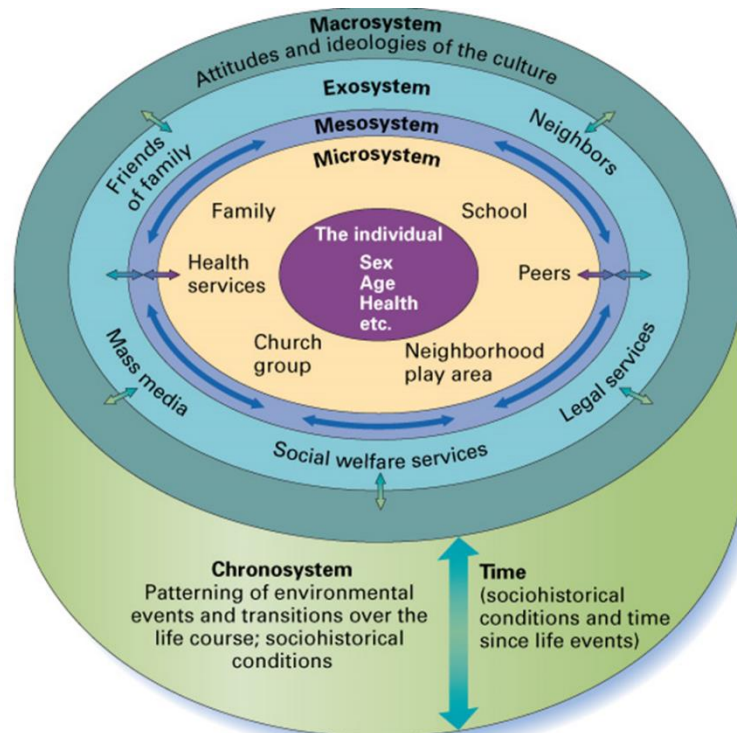 Macrosystem
Attitudes and ideologies of the culture
Exosystem
Mesosystem
Microsystem
Friends
of family
Neighbors
Family
School
The individual
Sex
Age
Health
etc.
Health
services
Peers
Church
group
Neighborhood
play area
Mass media
Legal services
Social welfare services
Chronosystem
Patterning of environmental
events and transitions over the
life course; sociohistorical
conditions
Time
(sociohistorical
conditions and time
since life events)